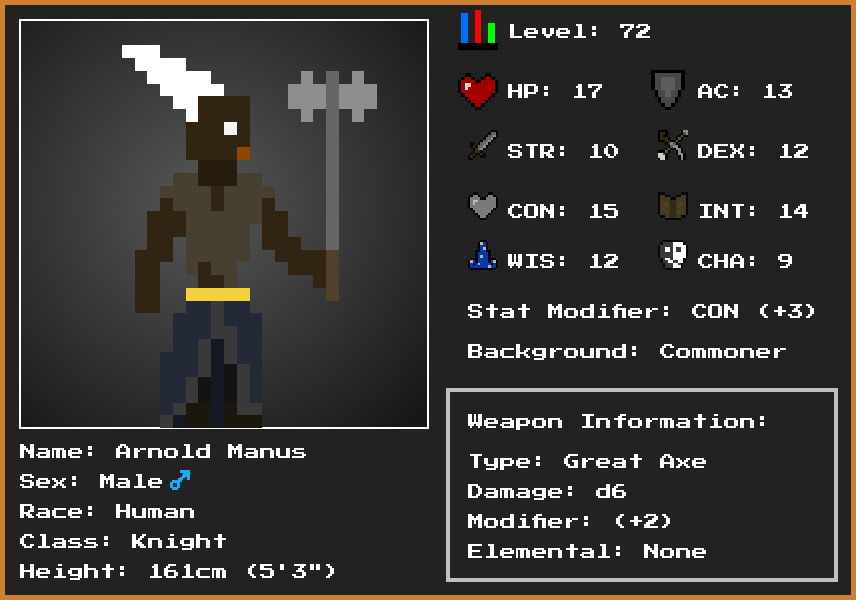 Level: 72
HP: 17 AC: 13
STR: 10 DEX: 12
CON: 15 INT: 14
WIS: 12 CHA: 9
Stat Modifier: CON (+3)
Background: Commoner
Weapon Information:
Type: Great Axe
Damage: d6
Modifier: (+2)
Elemental: None
Name: Arnold Manus
Sex: Male♂
Race: Human
Class: Knight
Height: 161cm (5'3")